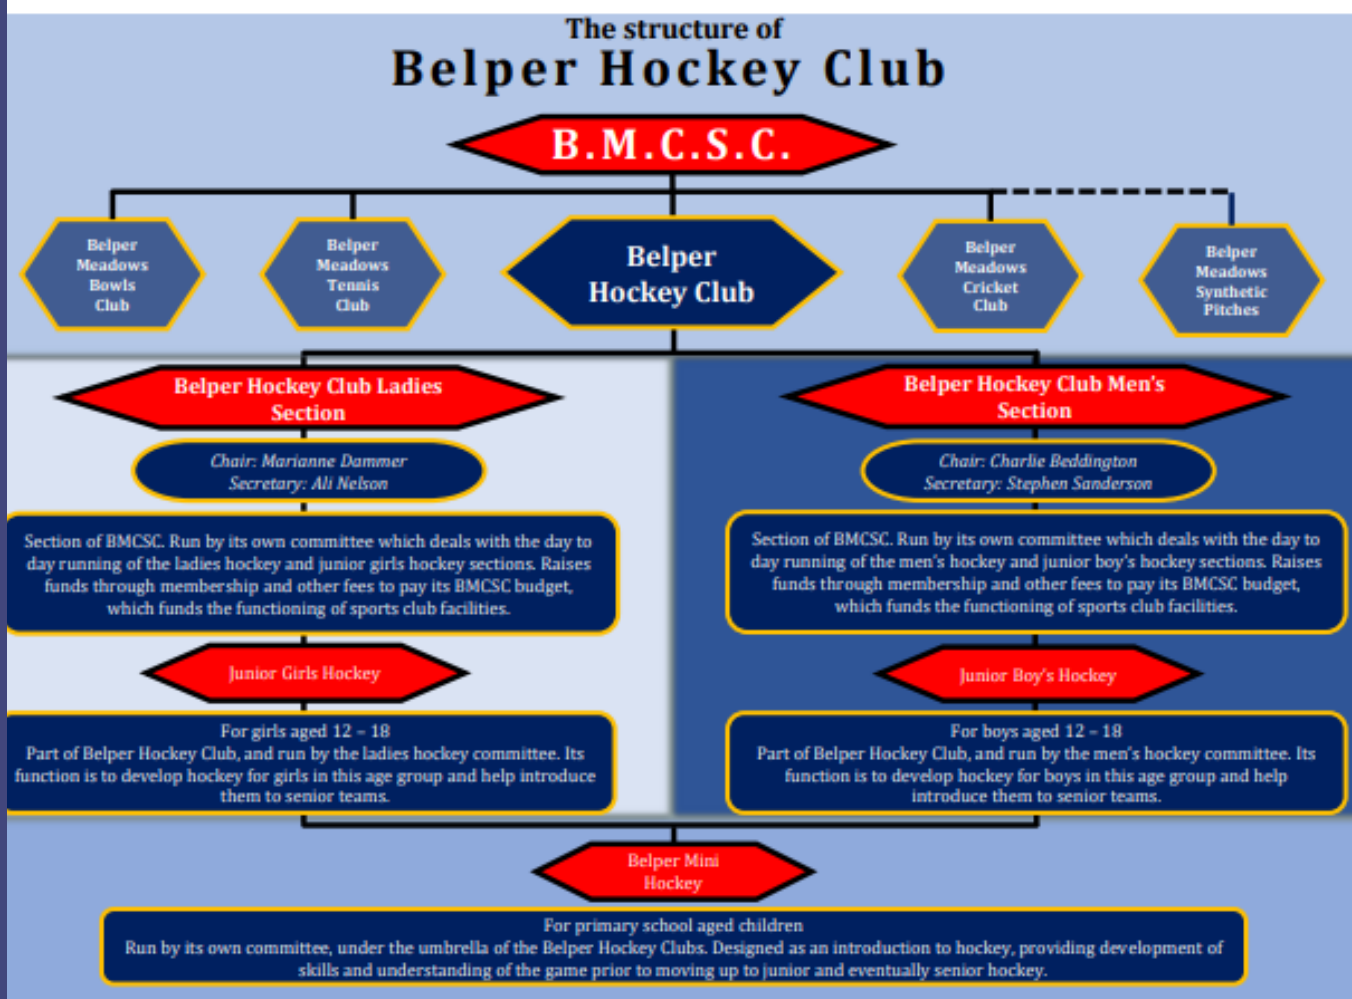 The structure of
Belper Hockey Club
B.M.C.S.C.
Belper
Meadows
Bowls
Club
Belper
Meadows
Tennis
Club
Belper
Hockey Club
Belper
Meadows
Cricket
Club
Belper
Meadows
Synthetic
Pitches
Belper Hockey Club Ladies
Section
Chair: Marianne Dammer
Secretary: Ali Nelson
Section of BMCSC. Run by its own committee which deals with the day to
day running of the ladies hockey and junior girls hockey sections. Raises
funds through membership and other fees to pay its BMCSC budget,
which funds the functioning of sports club facilities.
Junior Girls Hockey
For girls aged 12 – 18
Part of Belper Hockey Club, and run by the ladies hockey committee. Its
function is to develop hockey for girls in this age group and help introduce
them to senior teams.
Belper Hockey Club Men's
Section
Chair: Charlie Beddington
Secretary: Stephen Sanderson
Section of BMCSC. Run by its own committee which deals with the day to
day running of the men's hockey and junior boy's hockey sections. Raises
funds through membership and other fees to pay its BMCSC budget,
which funds the functioning of sports club facilities.
Junior Boy's Hockey
For boys aged 12 – 18
Part of Belper Hockey Club, and run by the men's hockey committee. Its
function is to develop hockey for boys in this age group and help
introduce them to senior teams.
Belper Mini
Hockey
For primary school aged children
Run by its own committee, under the umbrella of the Belper Hockey Clubs. Designed as an introduction to hockey, providing development of
skills and understanding of the game prior to moving up to junior and eventually senior hockey.